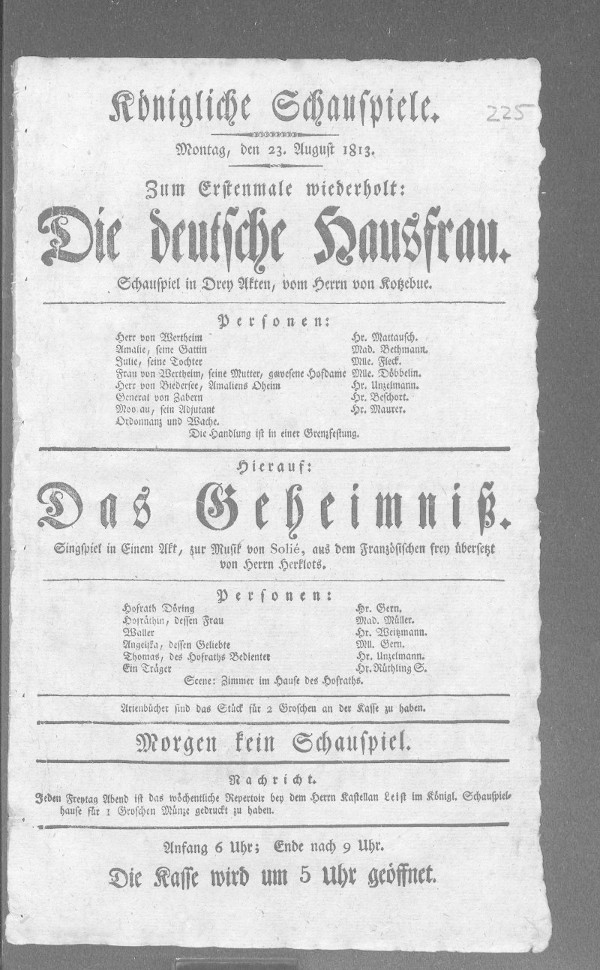 225
Königliche Schauspiele.
Montag, den 23. August 1813.
Zum Erstenmale wiederholt:
Die deutsche Hausfrau.
Schauspiel in Drey Akten, vom Herrn von Kotzebue.
Personen:
Herr von Wertheim Hr. Mattausch.
Amalie, seine Gattin Mad. Bethmann.
Julie, seine Tochter Mlle. Fleck.
Frau von Wertheim, seine Mutter, gewesene Hofdame Mlle. Döbbelin.
Herr von Biedersee, Amaliens Oheim Hr. Unzelmann.
General von Zabern Hr. Beschort.
sein Adjutant Hr. Maurer.
Ordonnanz und Wache.
Die Handlung ist in einer Grenzfestung.
Hierauf:
Das Geheimniß.
Singspiel in Einem Akt, zur Musik von Solié, aus dem Französischen frey übersetzt
von Herrn Herklots.
Personen:
Hofrath Döring Hr. Gern.
Hofräthin, dessen Frau Mad. Müller.
Waller Hr. Weitzmann.
Angelika, dessen Geliebte Mll. Gern.
Thomas, des Hofraths Bedienter Hr. Unzelmann.
Ein Träger Hr. Rüthling S.
Scene: Zimmer im Hause des Hofraths.
Arienbücher sind das Stück für 2 Groschen an der Kasse zu haben.
Morgen kein Schauspiel.
Nachricht.
Jeden Freytag Abend ist das wöchentliche Repertoir bey dem Herrn Kastellan Leist im Königl. Schauspiel-
hause für 1 Groschen Münze gedruckt zu haben.
Anfang 6 Uhr; Ende nach 9 Uhr.
Die Kasse wird um 5 Uhr geöffnet.